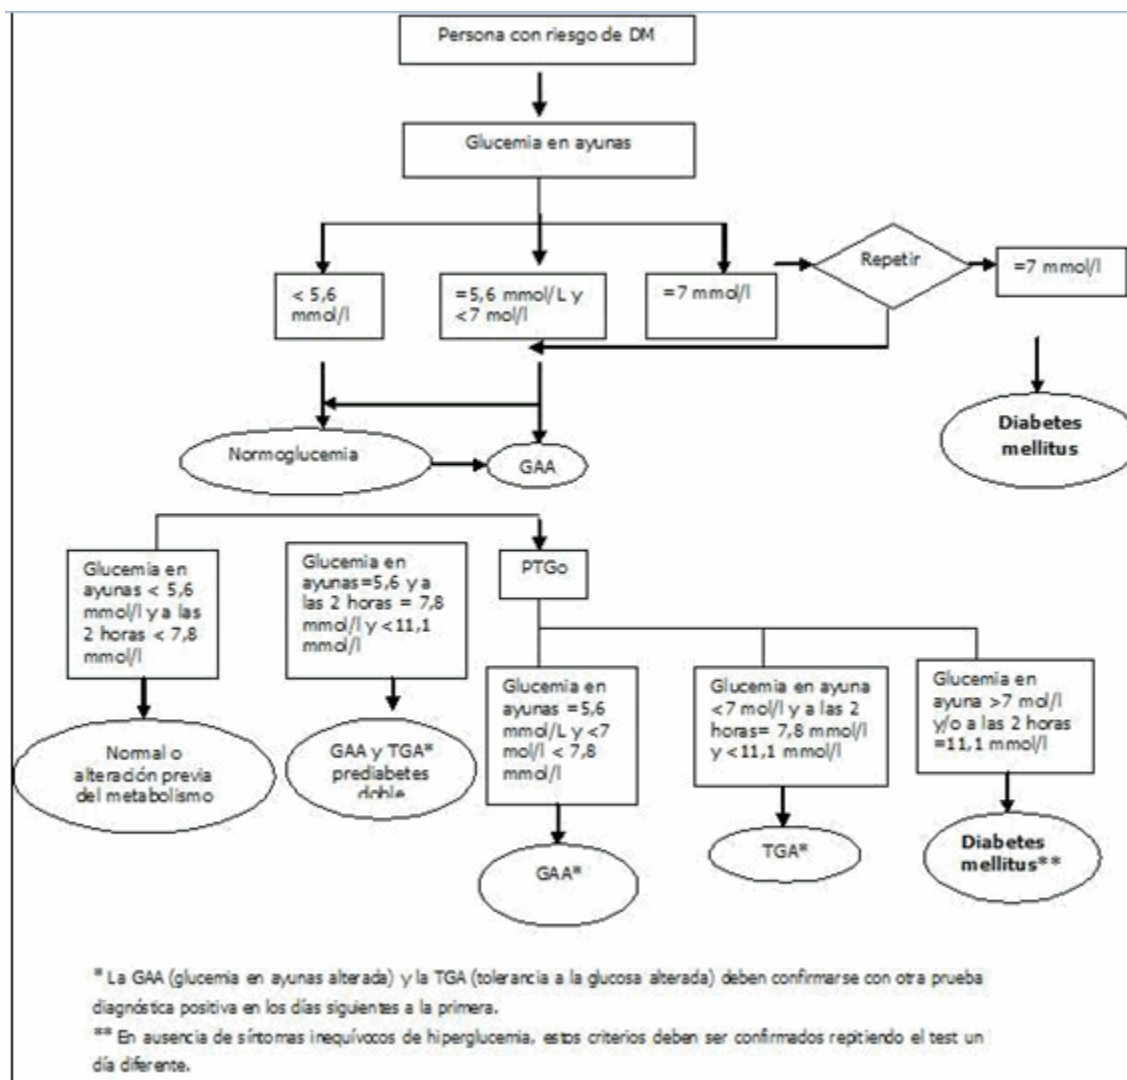 Persona con riesgo de DM
Glucemia en ayunas
< 5,6
mmol/l
=5,6 mmol/L y
<7 mol/l
=7 mmol/l
Repetir
=7 mmol/l
Diabetes
mellitus
Normoglucemia
GAA
Glucemia en
ayunas < 5,6
mmol/l y a las
2 horas < 7,8
mmol/l
Glucemia en
ayunas=5,6 y a
las 2 horas = 7,8
mmol/l y <11,1
mmol/l
PTGo
Glucemia en
ayunas =5,6
mmol/L y <7
mol/l < 7,8
mmol/l
Glucemia en ayuna
<7 mol/l y a las 2
horas= 7,8 mmol/l
y <11,1 mmol/l
Glucemia en
ayuna >7 mol/l
y/o a las 2 horas
=11,1 mmol/l
Normal o
alteración previa
del metabolismo
GAA y TGA*
prediabetes
doble
GAA*
TGA*
Diabetes
mellitus**
* La GAA (glucemia en ayunas alterada) y la TGA (tolerancia a la glucosa alterada) deben confirmarse con otra prueba
diagnóstica positiva en los días siguientes a la primera.
** En ausencia de síntomas inequívocos de hiperglucemia, estos criterios deben ser confirmados repitiendo el test un
día diferente.